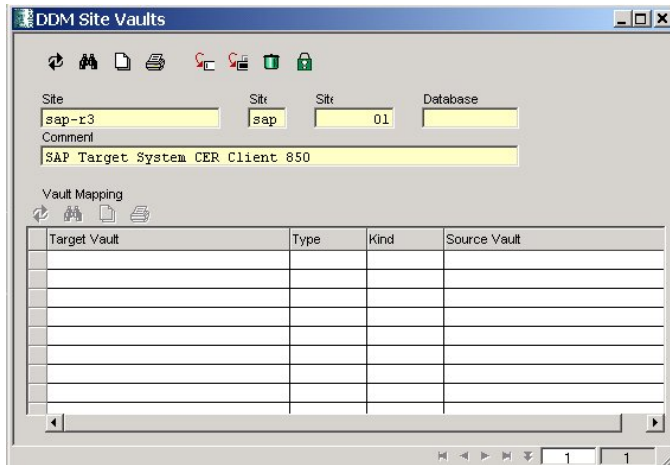 DDM Site Vaults
Site Site Site Database
sap-r3 sap 01
Comment
SAP Target System CER Client 850
Vault Mapping
Target Vault Type Kind Source Vault
1 1